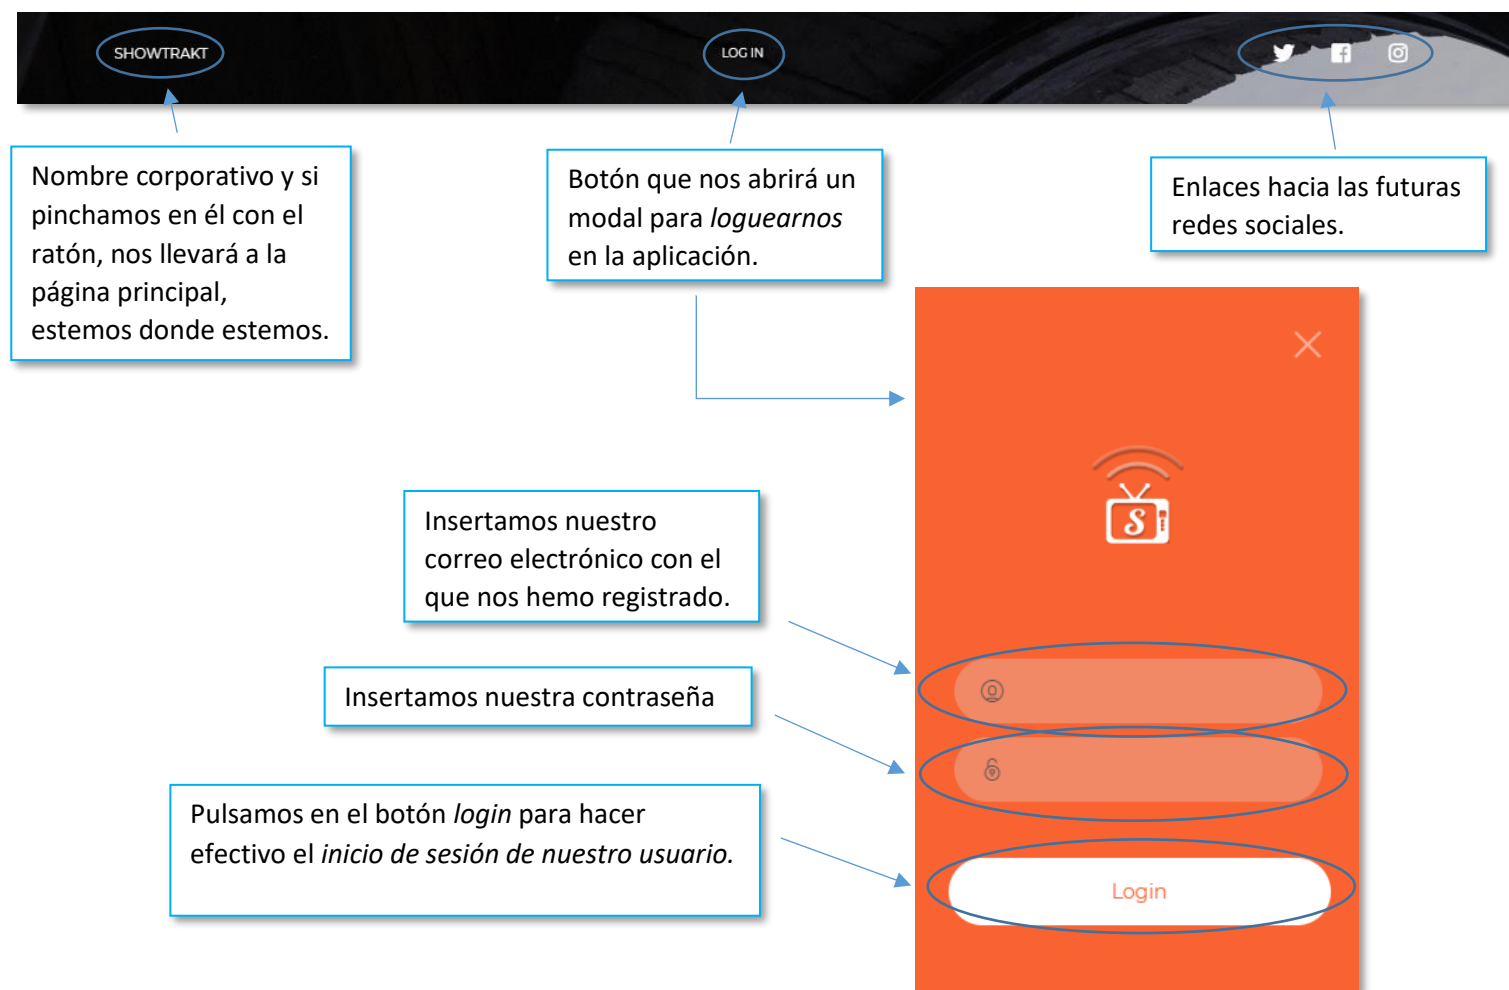 SHOWTRAKT
LOG IN
Nombre corporativo y si
pinchamos en él con el
ratón, nos llevará a la
página principal,
estemos donde estemos.
Botón que nos abrirá un
modal para loguearnos
en la aplicación.
Enlaces hacia las futuras
redes sociales.
S
Insertamos nuestro
correo electrónico con el
que nos hemo registrado.
Insertamos nuestra contraseña
Pulsamos en el botón login para hacer
efectivo el inicio de sesión de nuestro usuario.
Login